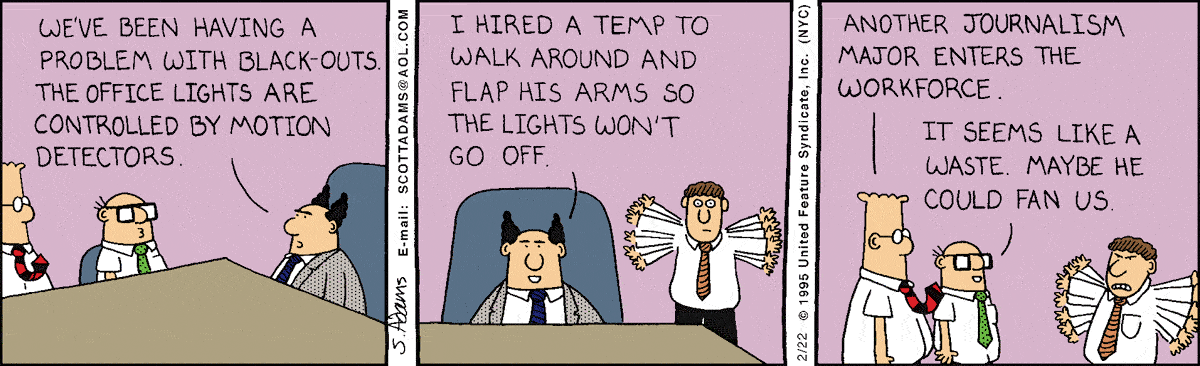 WE'VE BEEN HAVING A
PROBLEM WITH BLACK-OUTS.
THE OFFICE LIGHTS ARE
CONTROLLED BY MOTION
DETECTORS.
S. Adams
E-mail: SCOTTADAMS@AOL.COM
I HIRED A TEMP TO
WALK AROUND AND
FLAP HIS ARMS SO
THE LIGHTS WON'T
GO OFF.
2/22 © 1995 United Feature Syndicate, Inc. (NYC)
ANOTHER JOURNALISM
MAJOR ENTERS THE
WORKFORCE.
IT SEEMS LIKE A
WASTE. MAYBE HE
COULD FAN US.